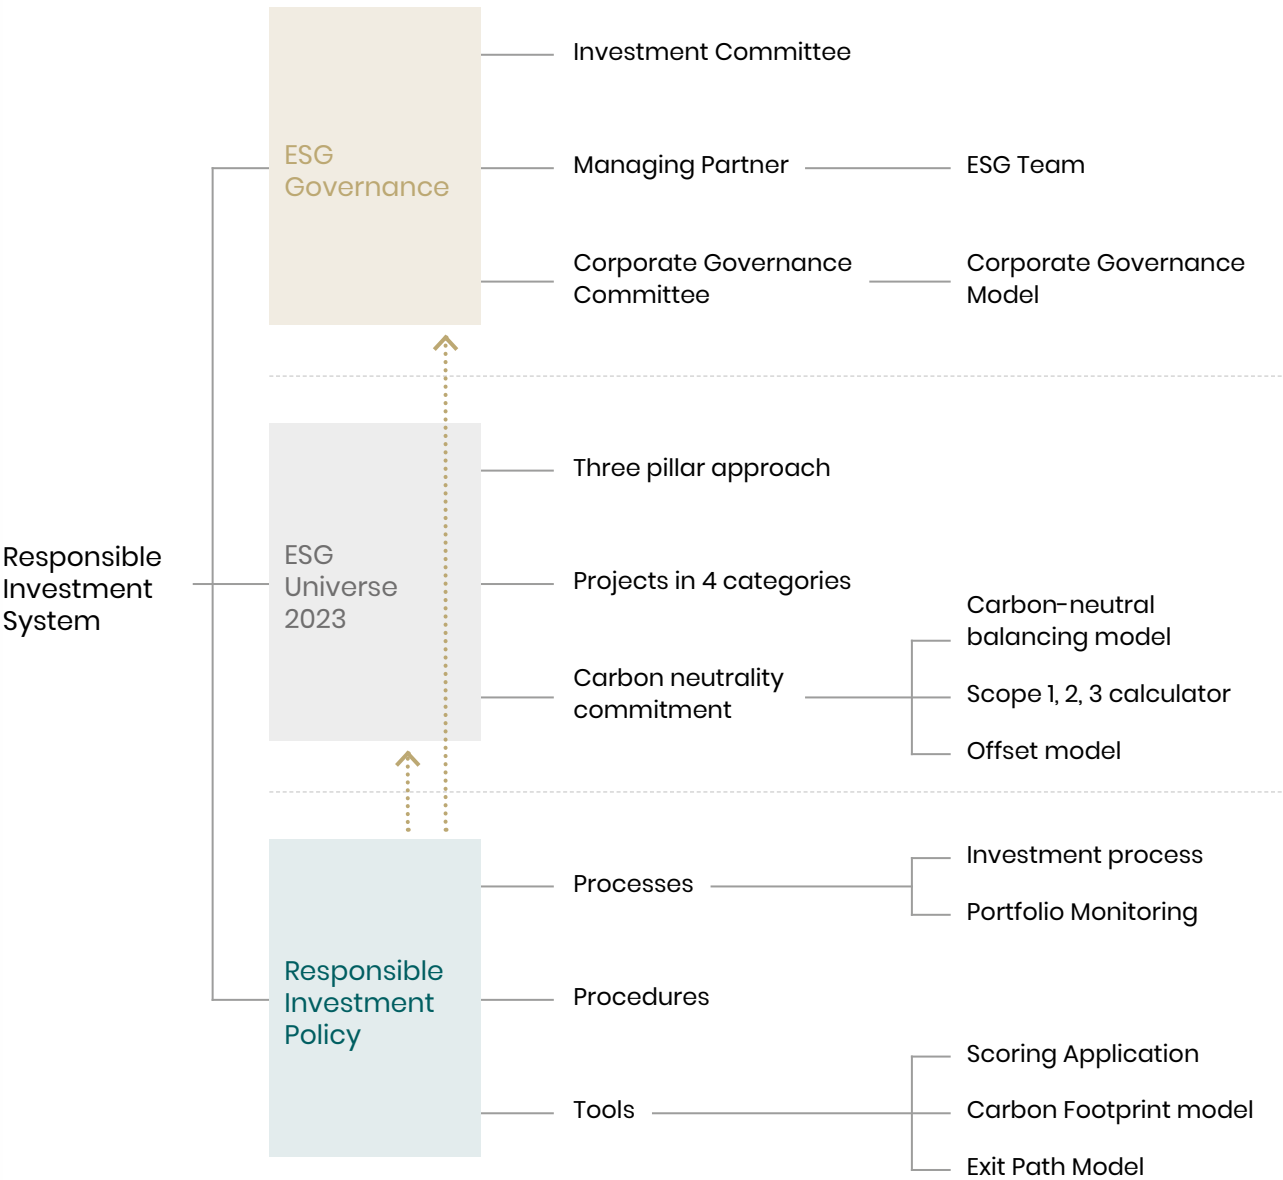 Responsible
Investment
System
ESG
Governance
Investment Committee
Managing Partner
ESG Team
Corporate Governance
Committee
Corporate Governance
Model
ESG
Universe
2023
Three pillar approach
Projects in 4 categories
Carbon neutrality
commitment
Carbon-neutral
balancing model
Scope 1, 2, 3 calculator
Offset model
Responsible
Investment
Policy
Processes
Investment process
Portfolio Monitoring
Procedures
Tools
Scoring Application
Carbon Footprint model
Exit Path Model